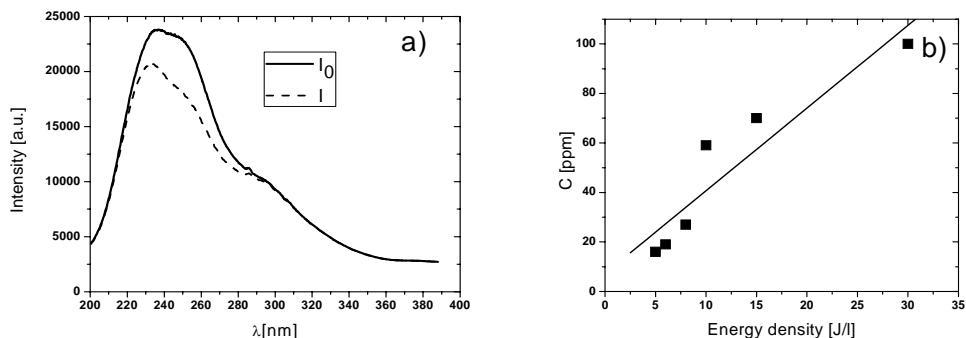 a)
I0
I
Intensity [a.u.]
25000
20000
15000
10000
5000
0
200 220 240 260 280 300 320 340 360 380 400
λ[nm]
b)
C [ppm]
100
80
60
40
20
0
5 10 15 20 25 30 35
Energy density [J/l]